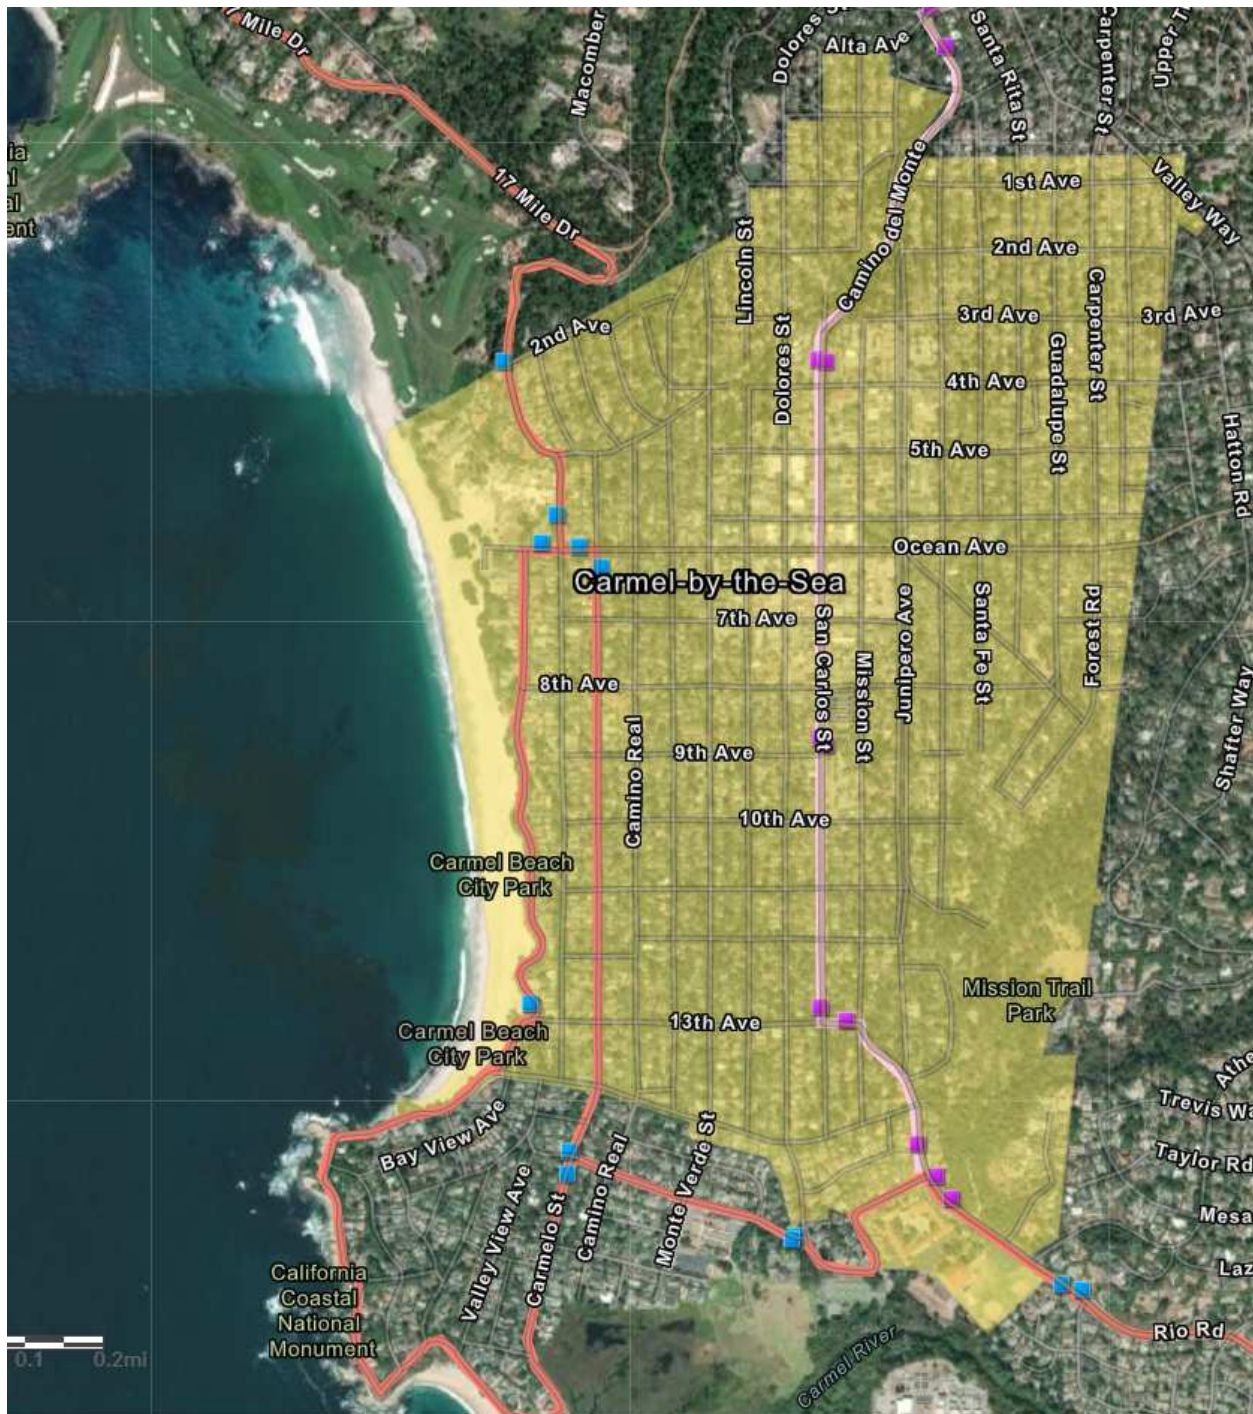 17 Mile Dr
Macomber
Dolores
Alta Ave
Santa Rita St
Carpenter St
Upper
Valley Way
17 Mile Dr
1st Ave
Camino del Monte
Lincoln St
2nd Ave
Carpenter St
3rd Ave
3rd Ave
2nd Ave
Dolores St
Guadalupe St
4th Ave
5th Ave
Hatton Rd
Ocean Ave
Carmel-by-the-Sea
7th Ave
San Carlos St
Mission St
Junipero Ave
Santa Fe St
Forest Rd
8th Ave
Camino Real
9th Ave
Shafter Way
10th Ave
Carmel Beach
City Park
Mission Trail
Park
13th Ave
Carmel Beach
City Park
Bay View Ave
Monte Verde St
Taylor Rd
Valley View Ave
Carmelo St
Camino Real
California
Coastal
National
Monument
Rio Rd
Carmel River
0.1
0.2mi